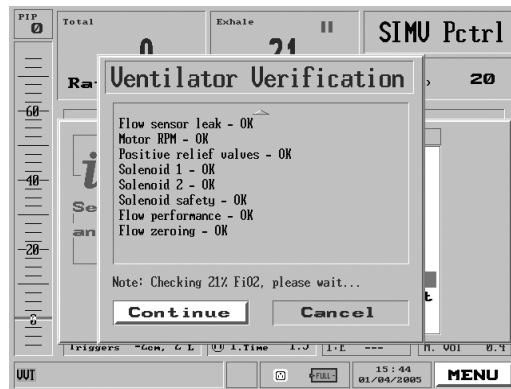 PIP
0
Total
0
Exhale
21
SIMV Pctrl
20
Ventilator Verification
60
40
20
0
Flow sensor leak - OK
Motor RPM - OK
Positive relief valves - OK
Solenoid 1 - OK
Solenoid 2 - OK
Solenoid safety - OK
Flow performance - OK
Flow zeroing - OK
Note: Checking 21% FiO2, please wait...
Continue
Cancel
Triggers
I.Time
UUT
FULL
15:44
01/04/2005
MENU